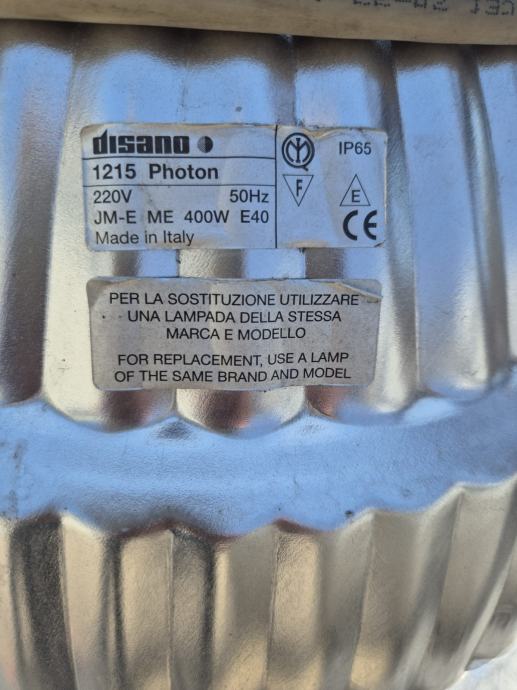 disano
1215 Photon
220V 50Hz
JM-E ME 400W E40
Made in Italy
IP65
F
E
CE
PER LA SOSTITUZIONE UTILIZZARE
UNA LAMPADA DELLA STESSA
MARCA E MODELLO
FOR REPLACEMENT, USE A LAMP
OF THE SAME BRAND AND MODEL